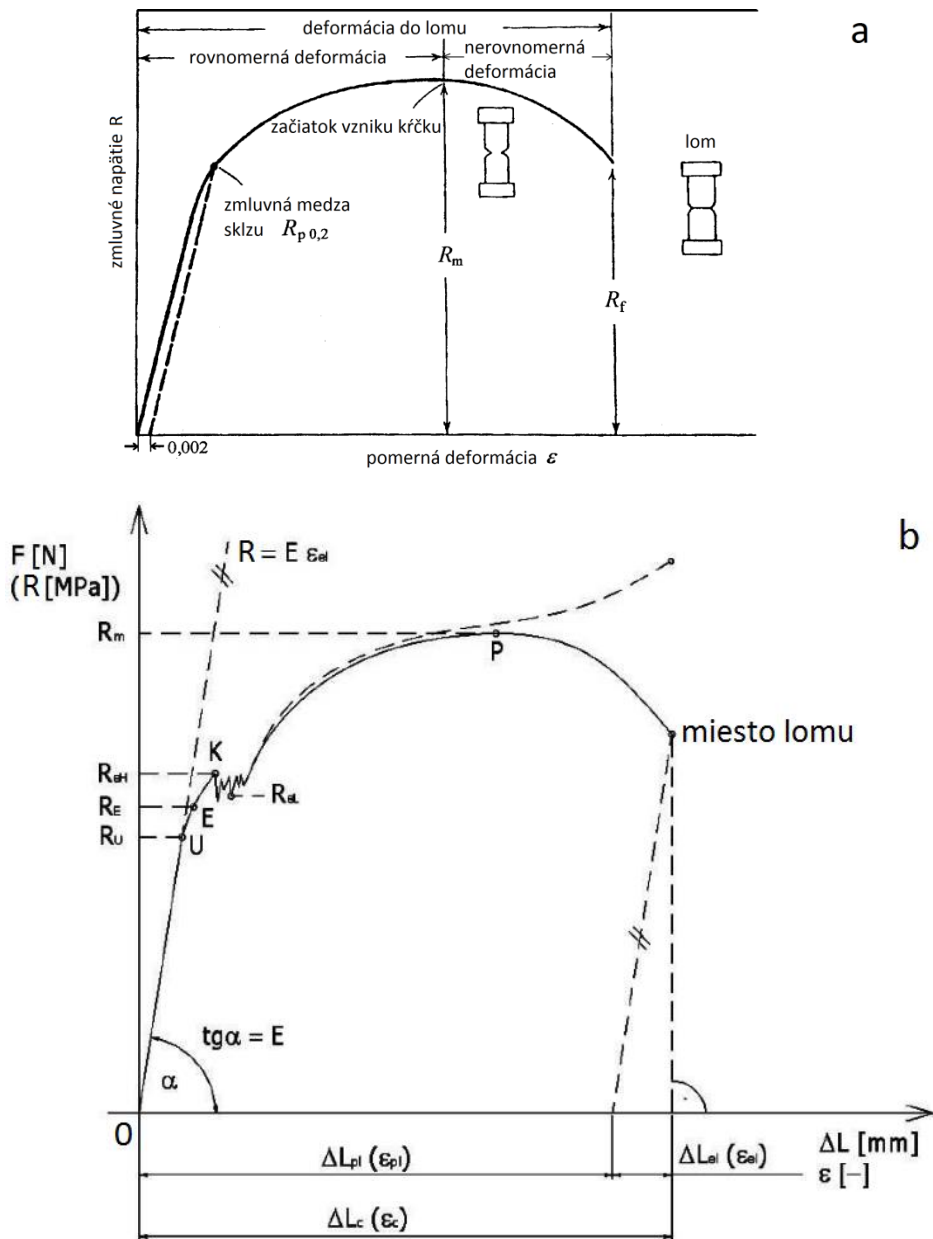 deformácia do lomu
a
rovnomerná deformácia
nerovnomerná
deformácia
začiatok vzniku kŕčku
lom
zmluvné napätie R
zmluvná medza
sklzu R p 0,2
Rm
Rf
0,002
pomerná deformácia ε
b
F [N]
(R [MPa])
R = E εel
Rm
P
miesto lomu
K
ReH
ReL
RE
E
RU
U
tgα = E
α
0
ΔL [mm]
ε [-]
ΔLpl (εpl)
ΔLel (εel)
ΔLc (εc)